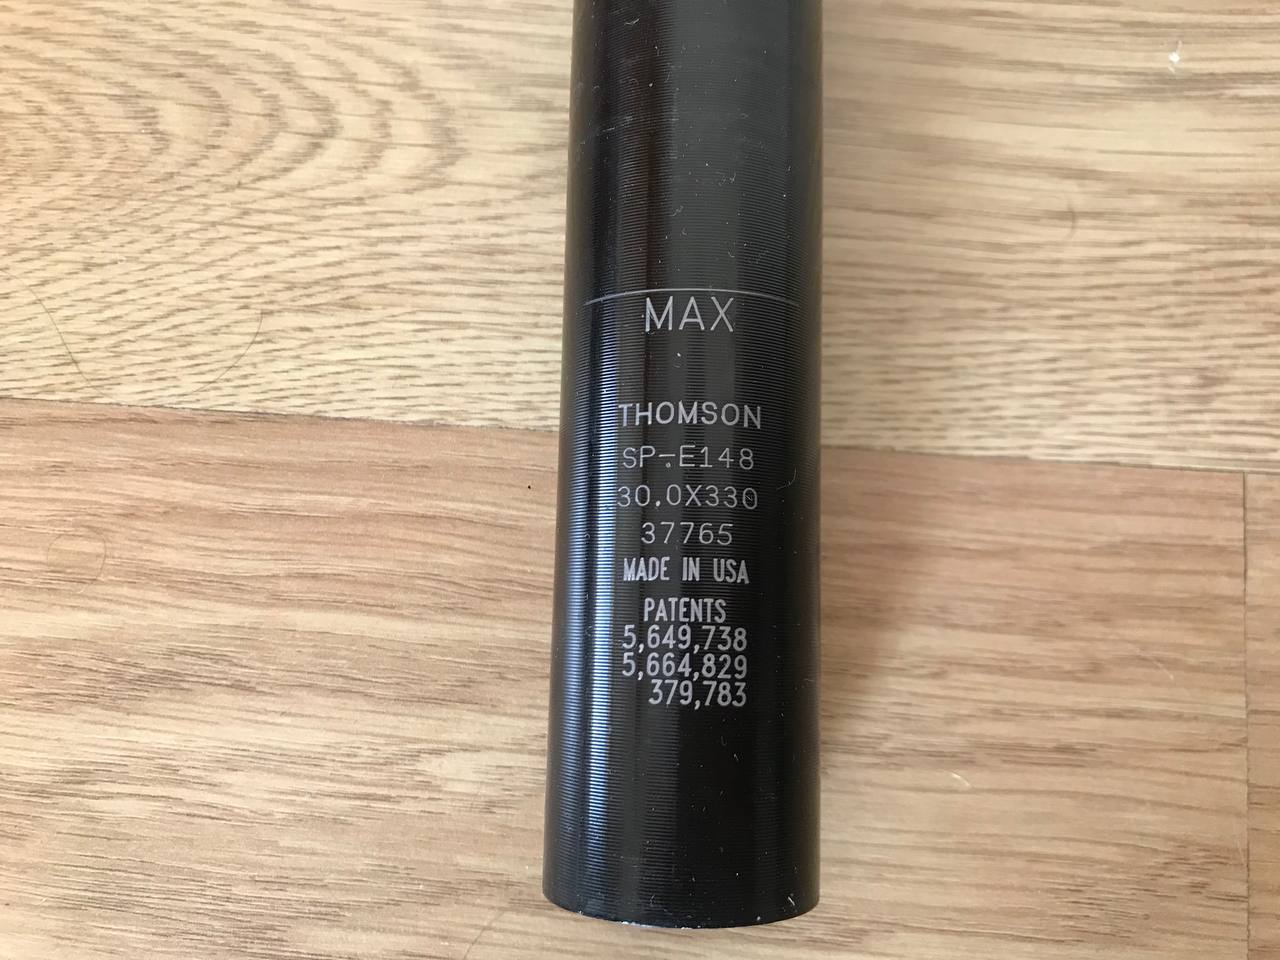 MAX
THOMSON
SP-E148
30.0X330
37765
MADE IN USA
PATENTS
5,649,738
5,664,829
379,783